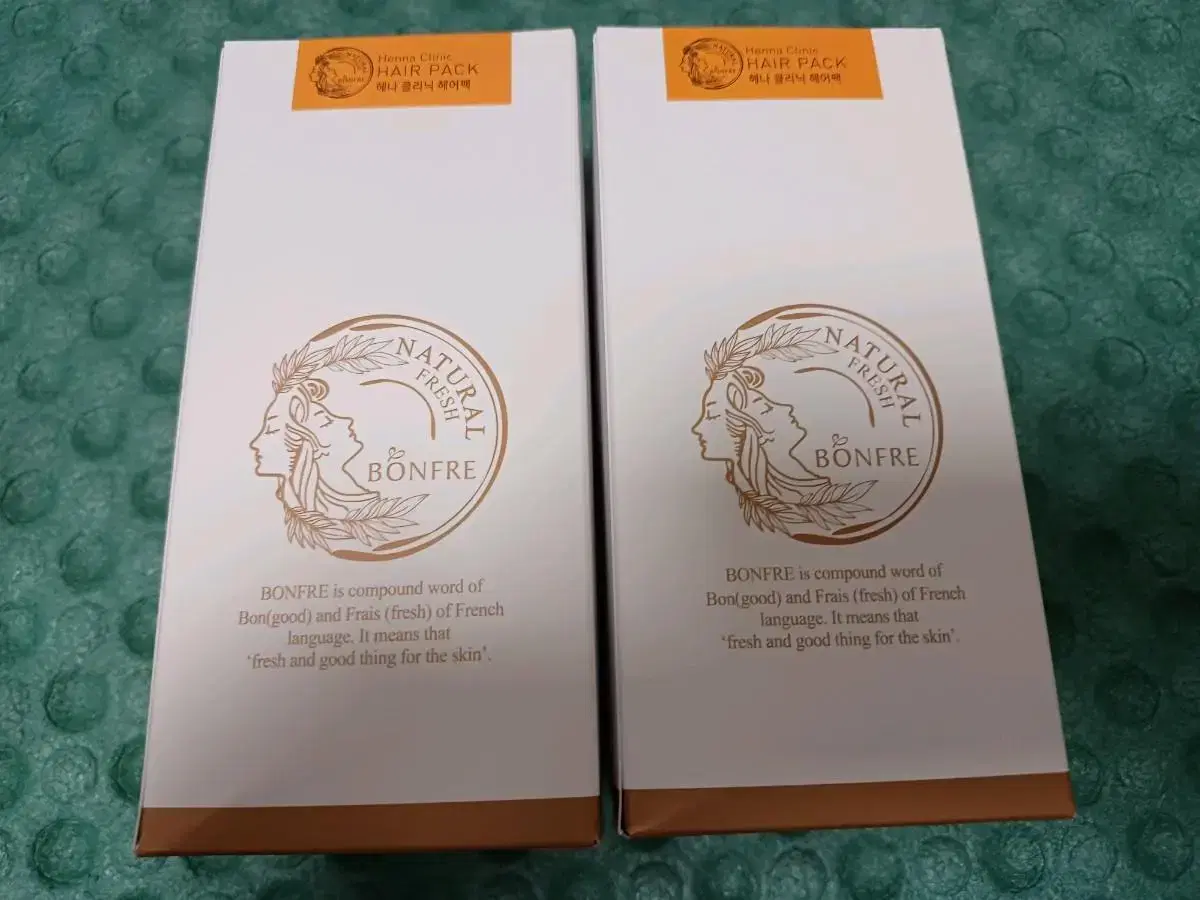 Henna Clinic
HAIR PACK
헤나 클리닉 헤어팩
NATURAL
FRESH
BONFRE
BONFRE is compound word of
Bon(good) and Frais (fresh) of French
language. It means that
‘fresh and good thing for the skin’.
Henna Clinic
HAIR PACK
헤나 클리닉 헤어팩
NATURAL
FRESH
BONFRE
BONFRE is compound word of
Bon(good) and Frais (fresh) of French
language. It means that
‘fresh and good thing for the skin’.